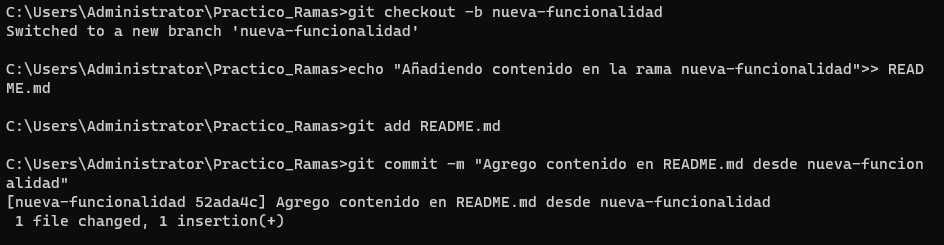 C:\Users\Administrator\Practico_Ramas>git checkout -b nueva-funcionalidad
Switched to a new branch 'nueva-funcionalidad'
C:\Users\Administrator\Practico_Ramas>echo "Añadiendo contenido en la rama nueva-funcionalidad">> READ
ME.md
C:\Users\Administrator\Practico_Ramas>git add README.md
C:\Users\Administrator\Practico_Ramas>git commit -m "Agrego contenido en README.md desde nueva-funcion
alidad"
[nueva-funcionalidad 52ada4c] Agrego contenido en README.md desde nueva-funcionalidad
 1 file changed, 1 insertion(+)